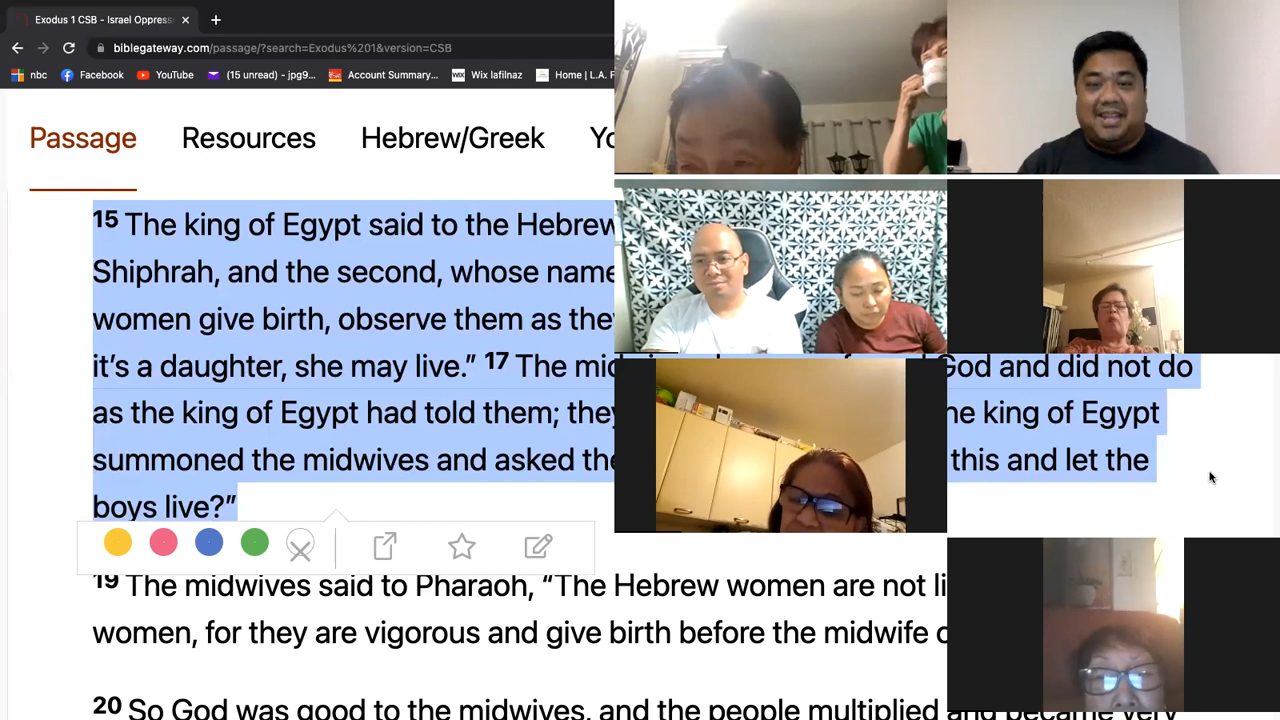 Exodus 1 CSB - Israel Oppress
biblegateway.com/passage/?search=Exodus%201&version=CSB
nbc Facebook YouTube (15 unread) - jpg9... Account Summary... Wix lafilnaz Home | L.A. F
Passage Resources Hebrew/Greek Yo
15 The king of Egypt said to the Hebrew
Shiphrah, and the second, whose name
women give birth, observe them as they
it’s a daughter, she may live.” 17 The mid God and did not do
as the king of Egypt had told them; they he king of Egypt
summoned the midwives and asked the this and let the
boys live?”
19 The midwives said to Pharaoh, “The Hebrew women are not li
women, for they are vigorous and give birth before the midwife c
20 So God was good to the midwives, and the people multiplied and became very